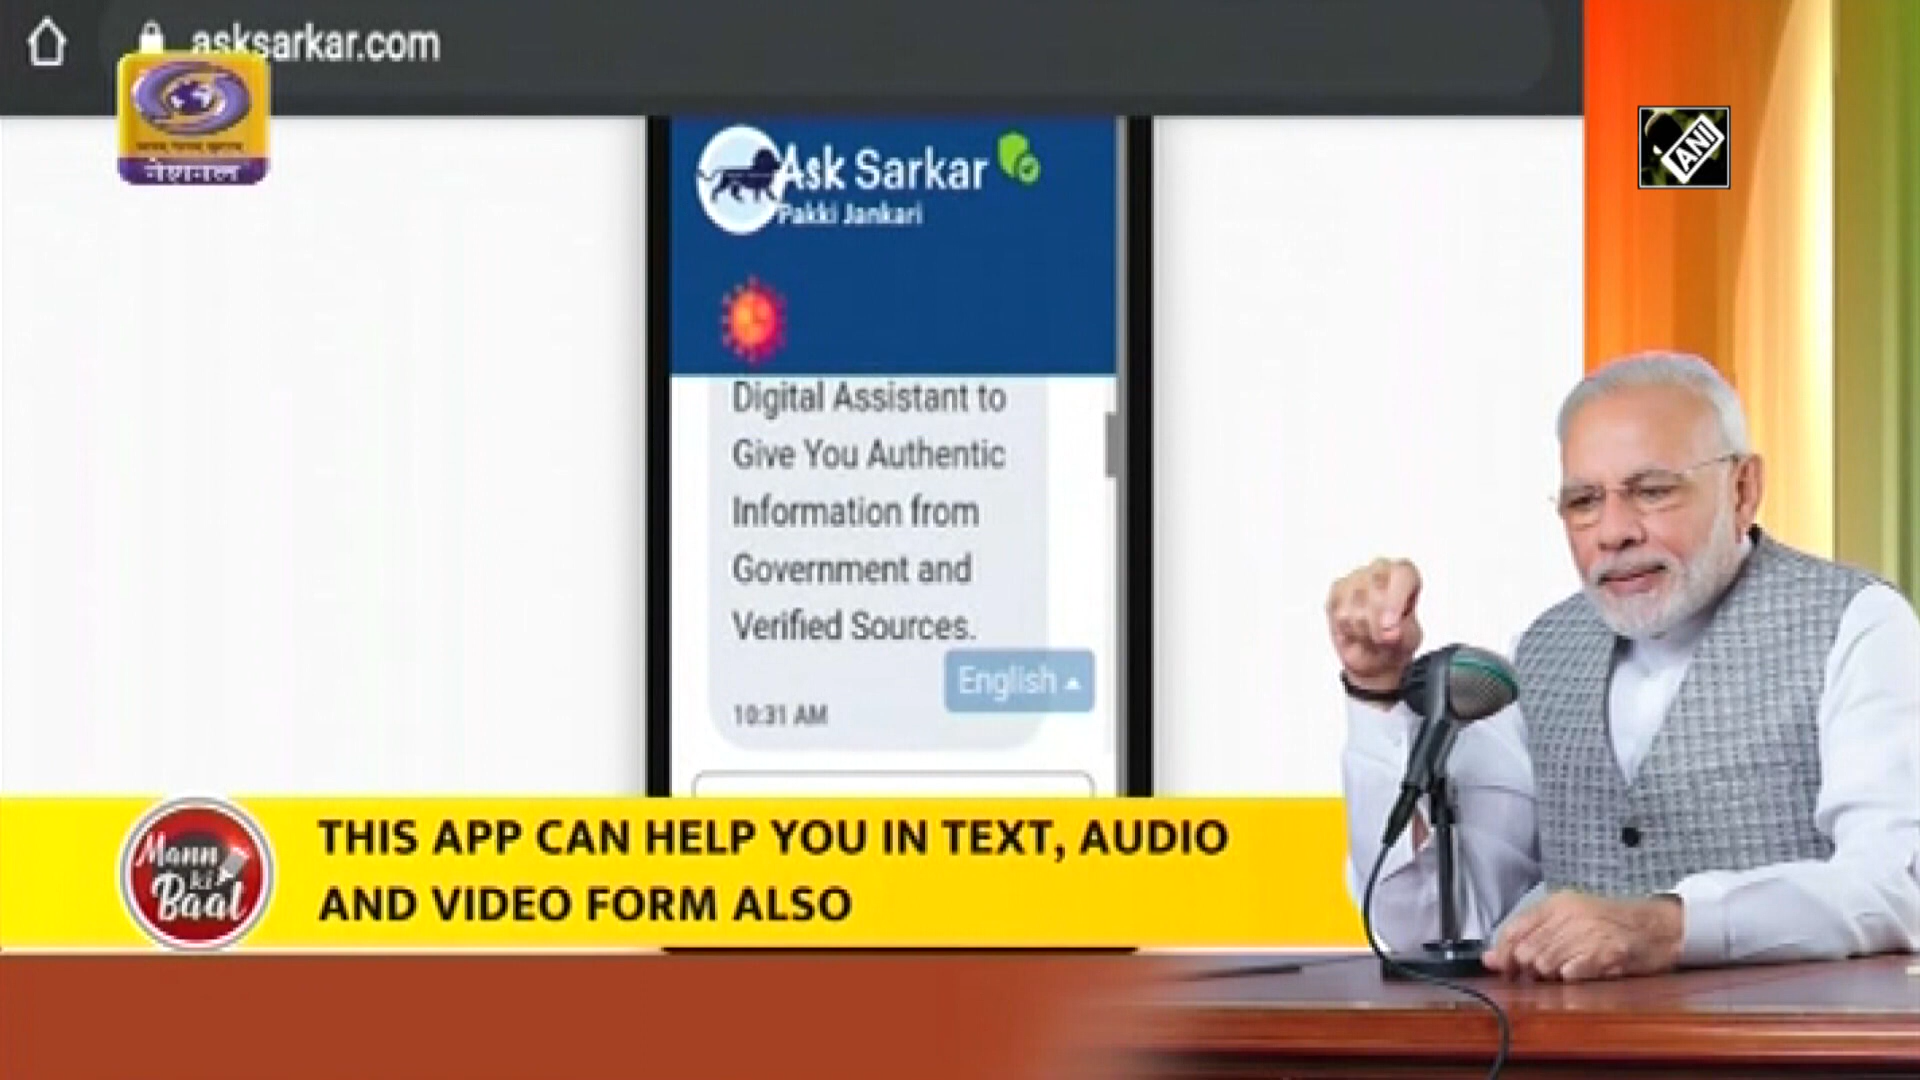 asksarkar.com
नेशनल
ANI
Ask Sarkar
Pakki Jankari
Digital Assistant to
Give You Authentic
Information from
Government and
Verified Sources.
English
10:31 AM
Mann
ki
Baat
THIS APP CAN HELP YOU IN TEXT, AUDIO
AND VIDEO FORM ALSO